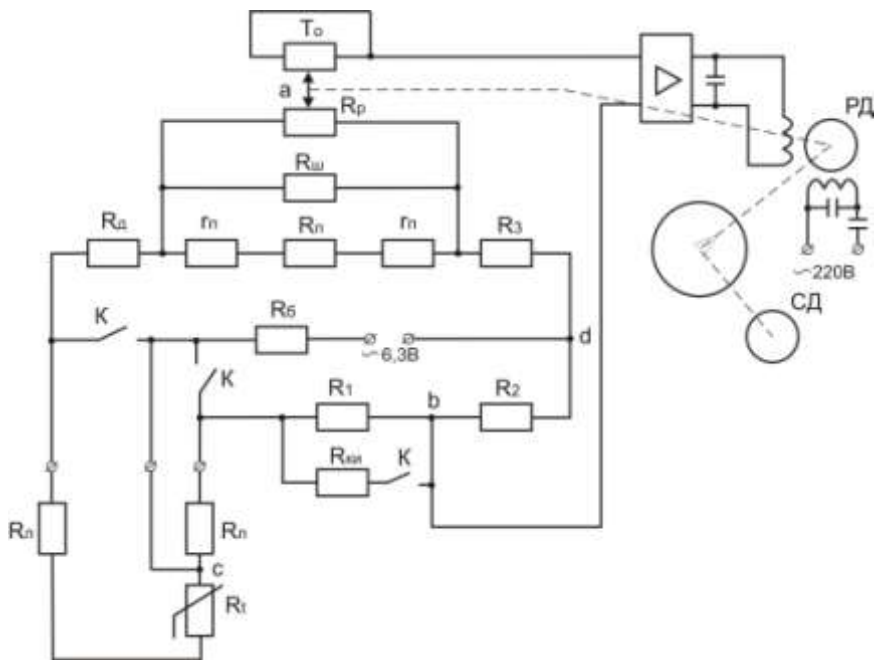 То
a
Rр
РД
Rш
Rд
rп
Rп
rп
R3
~220В
СД
К
Rб
~6,3В
d
К
R1
b
R2
Rки
К
Rл
Rл
c
Rt